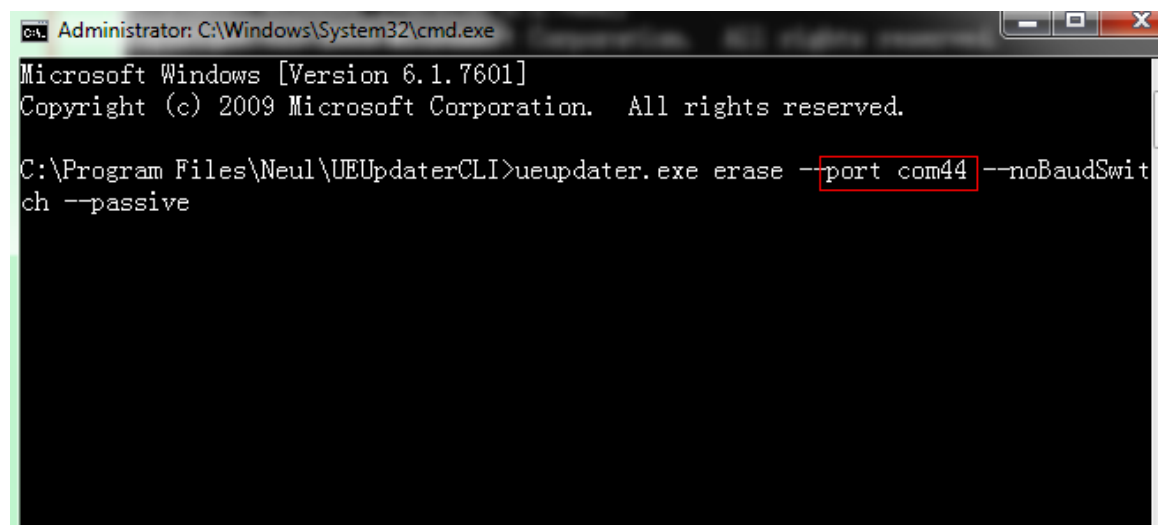 Administrator: C:\Windows\System32\cmd.exe
Microsoft Windows [Version 6.1.7601]
Copyright (c) 2009 Microsoft Corporation.  All rights reserved.
C:\Program Files\Neul\UEUpdaterCLI>ueupdater.exe erase --port com44 --noBaudSwit
ch --passive